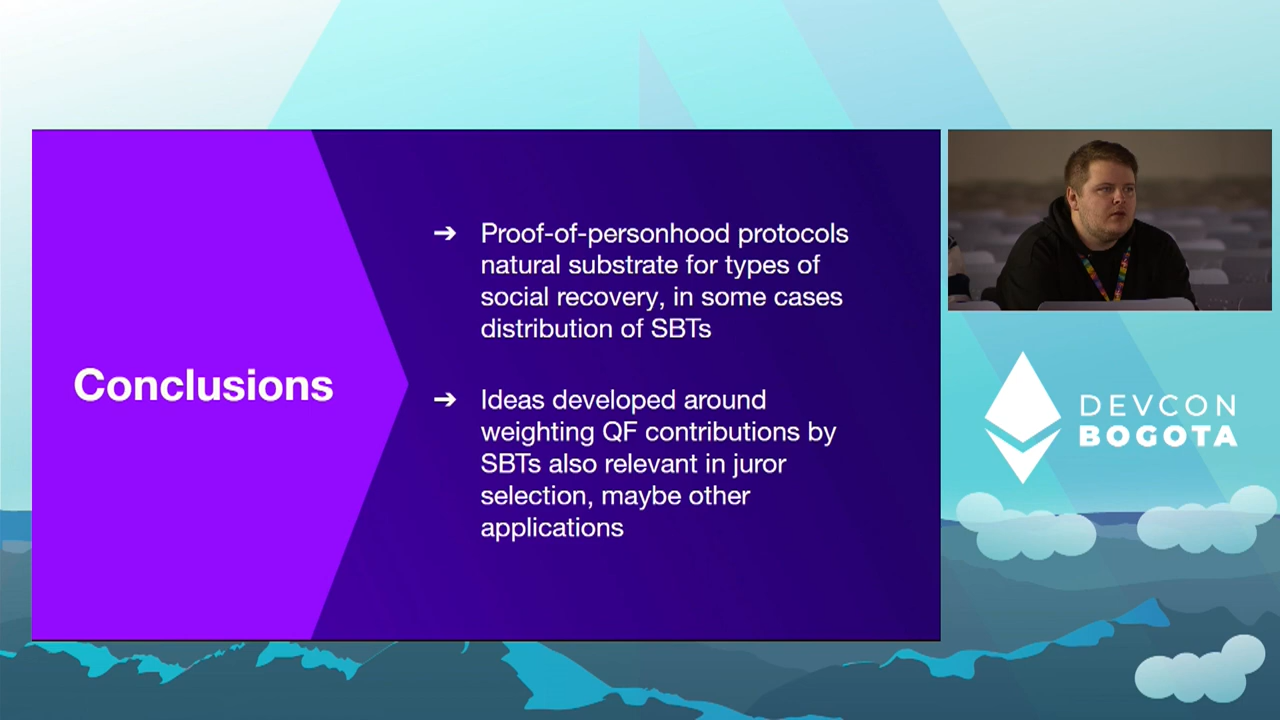 Conclusions
➔ Proof-of-personhood protocols
natural substrate for types of
social recovery, in some cases
distribution of SBTs
➔ Ideas developed around
weighting QF contributions by
SBTs also relevant in juror
selection, maybe other
applications
DEVCON
BOGOTA